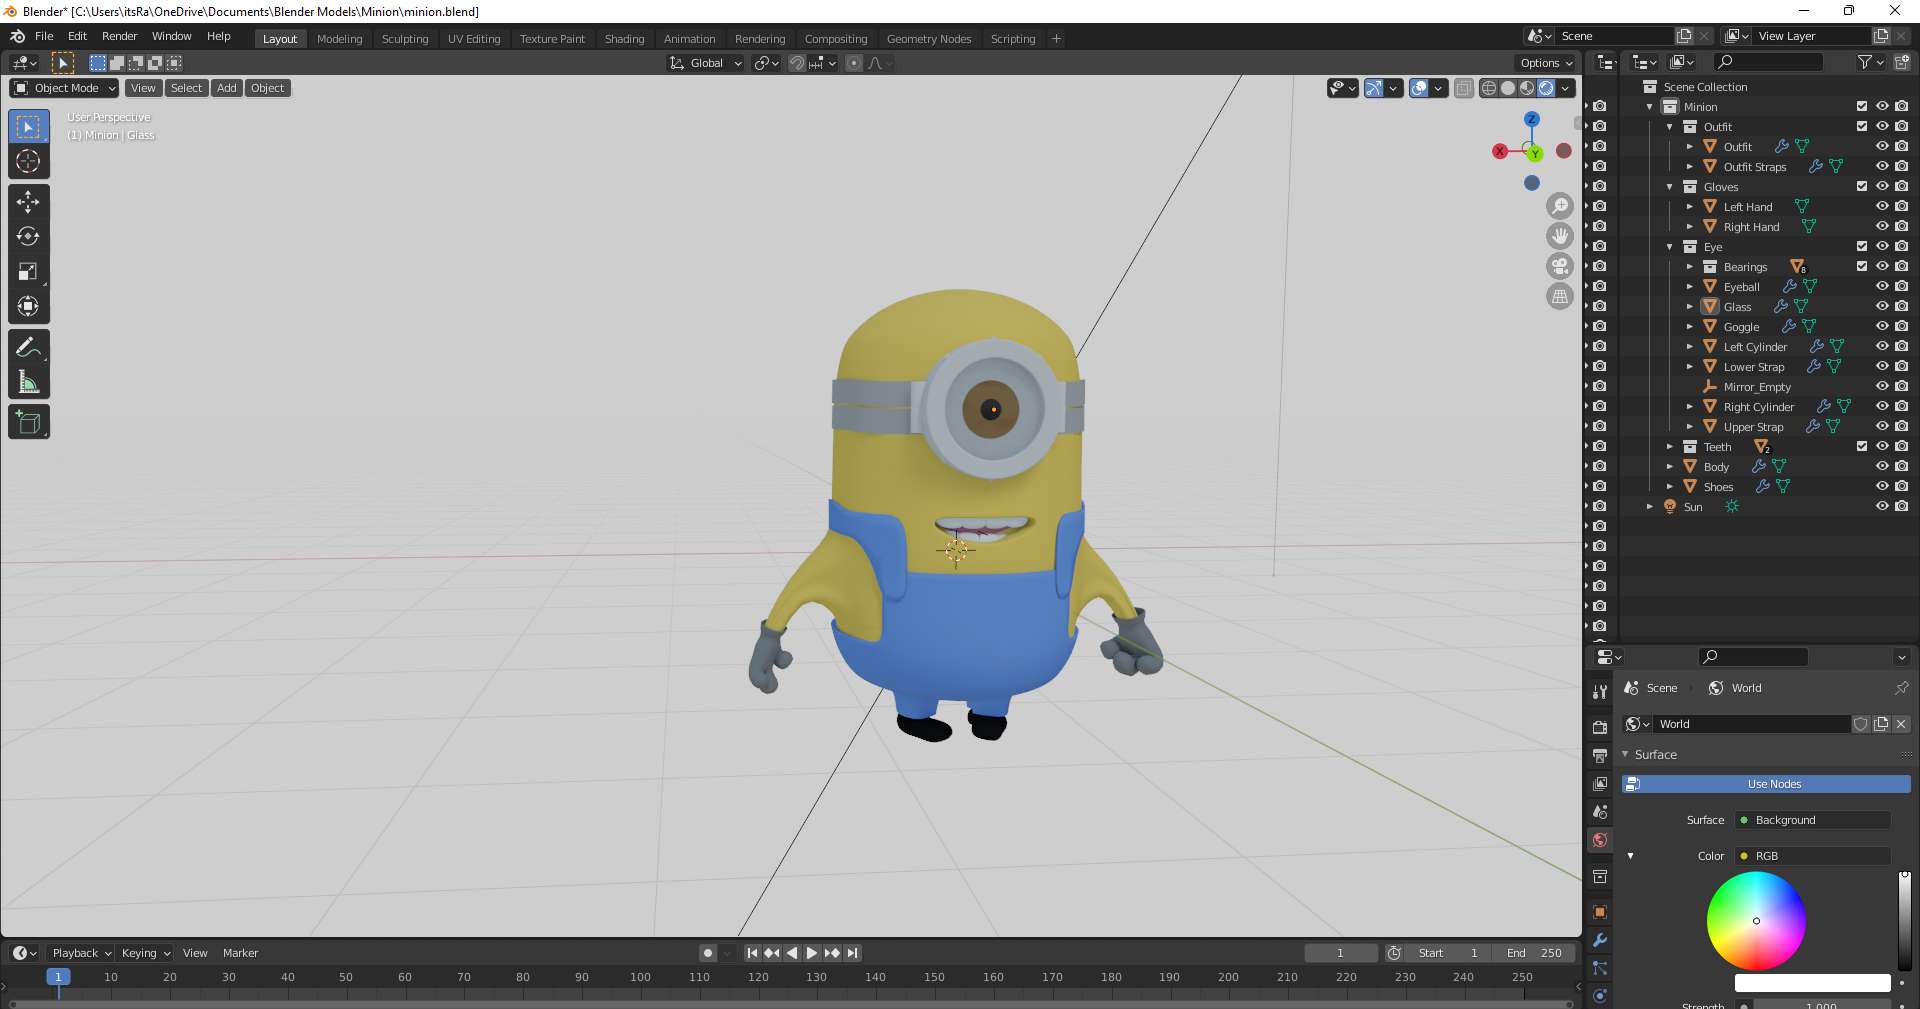 Blender* [C:\Users\itsRa\OneDrive\Documents\Blender Models\Minion\minion.blend]
File Edit Render Window Help Layout Modeling Sculpting UV Editing Texture Paint Shading Animation Rendering Compositing Geometry Nodes Scripting + Scene View Layer
Global Options
Object Mode View Select Add Object
User Perspective
(1) Minion | Glass
Z
X
Y
Scene Collection
Minion
Outfit
Outfit
Outfit Straps
Gloves
Left Hand
Right Hand
Eye
Bearings 8
Eyeball
Glass
Goggle
Left Cylinder
Lower Strap
Mirror_Empty
Right Cylinder
Upper Strap
Teeth 2
Body
Shoes
Sun
Scene World
World
Surface
Use Nodes
Surface Background
Color RGB
Strength 1.000
Playback Keying View Marker 1 Start 1 End 250
1 10 20 30 40 50 60 70 80 90 100 110 120 130 140 150 160 170 180 190 200 210 220 230 240 250